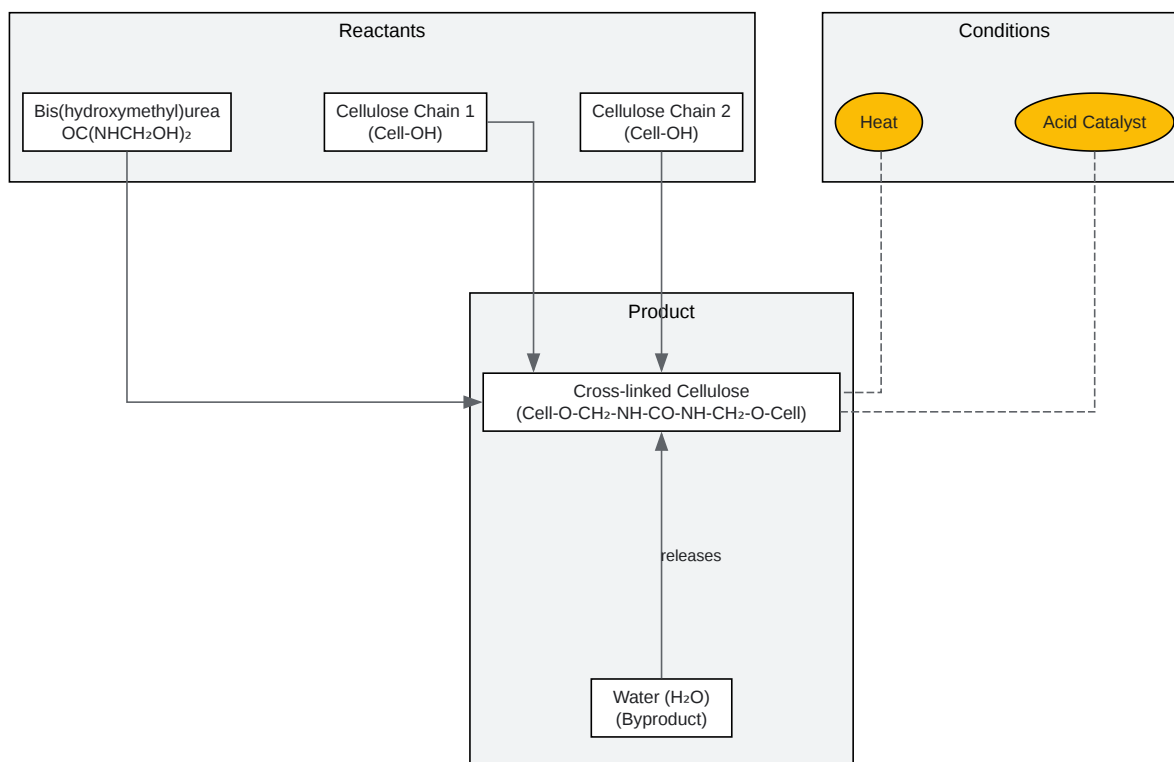 Reactants
Conditions
Bis(hydroxymethyl)urea
OC(NHCH₂OH)₂
Cellulose Chain 1
(Cell-OH)
Cellulose Chain 2
(Cell-OH)
Heat
Acid Catalyst
Product
Cross-linked Cellulose
(Cell-O-CH₂-NH-CO-NH-CH₂-O-Cell)
releases
Water (H₂O)
(Byproduct)